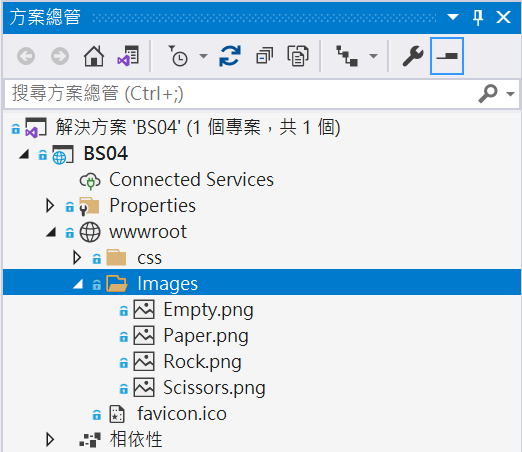 方案總管
搜尋方案總管 (Ctrl+;)
解決方案 'BS04' (1 個專案，共 1 個)
BS04
Connected Services
Properties
wwwroot
css
Images
Empty.png
Paper.png
Rock.png
Scissors.png
favicon.ico
相依性